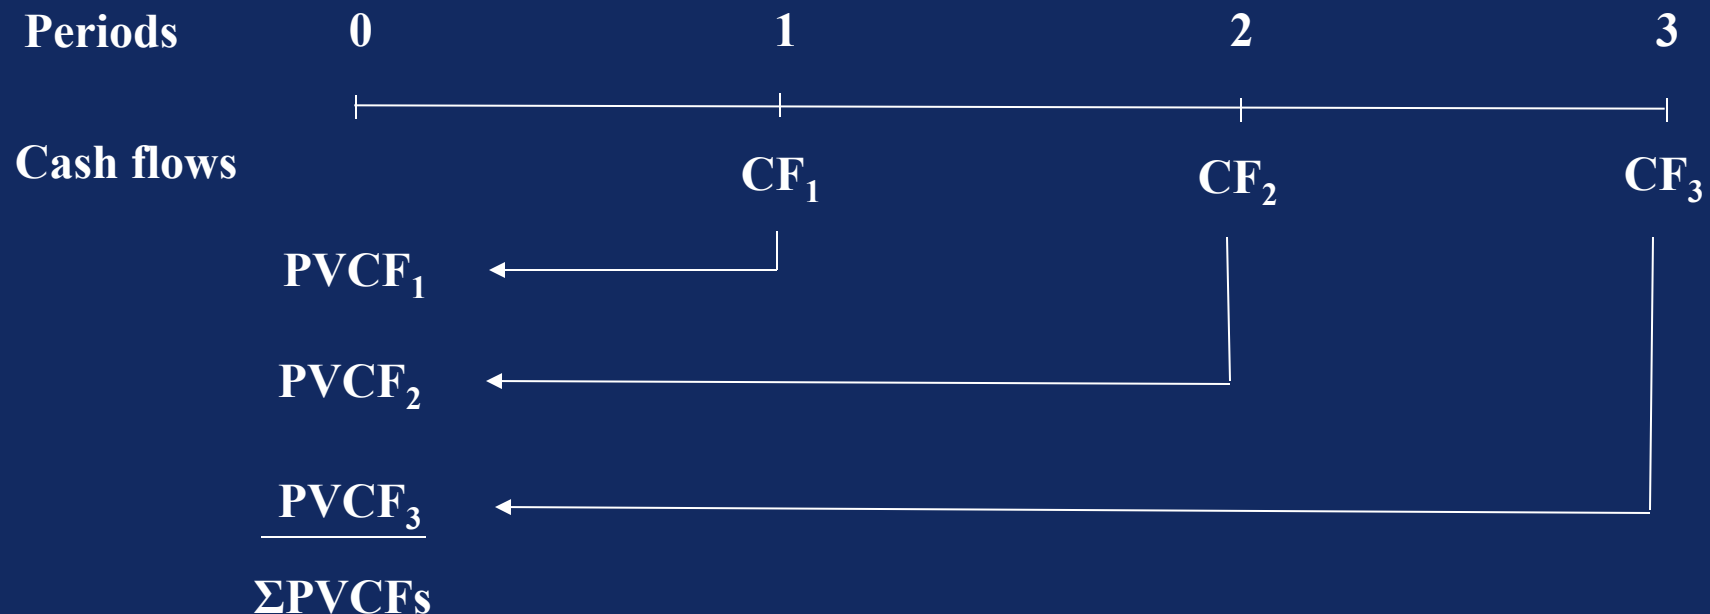 Periods 0 1 2 3
Cash flows CF₁ CF₂ CF₃
PVCF₁
PVCF₂
PVCF₃
ΣPVCFs